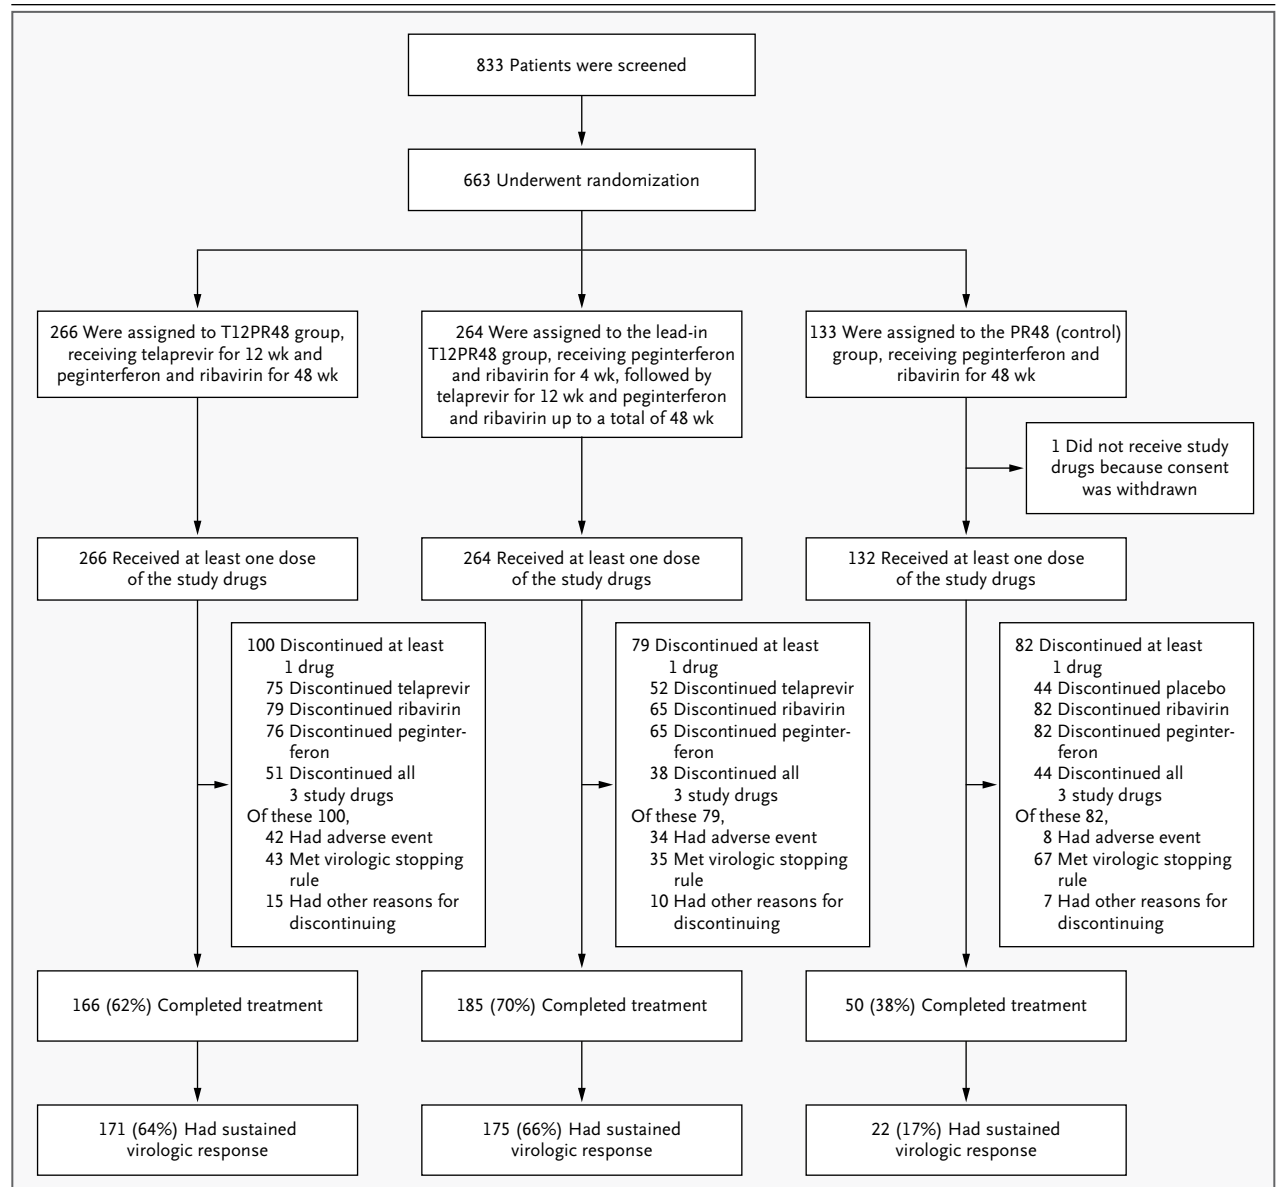 833 Patients were screened
663 Underwent randomization
266 Were assigned to T12PR48 group,
receiving telaprevir for 12 wk and
peginterferon and ribavirin for 48 wk
264 Were assigned to the lead-in
T12PR48 group, receiving peginterferon
and ribavirin for 4 wk, followed by
telaprevir for 12 wk and peginterferon
and ribavirin up to a total of 48 wk
133 Were assigned to the PR48 (control)
group, receiving peginterferon and
ribavirin for 48 wk
1 Did not receive study
drugs because consent
was withdrawn
266 Received at least one dose
of the study drugs
264 Received at least one dose
of the study drugs
132 Received at least one dose
of the study drugs
100 Discontinued at least
1 drug
75 Discontinued telaprevir
79 Discontinued ribavirin
76 Discontinued peginter-
feron
51 Discontinued all
3 study drugs
Of these 100,
42 Had adverse event
43 Met virologic stopping
rule
15 Had other reasons for
discontinuing
79 Discontinued at least
1 drug
52 Discontinued telaprevir
65 Discontinued ribavirin
65 Discontinued peginter-
feron
38 Discontinued all
3 study drugs
Of these 79,
34 Had adverse event
35 Met virologic stopping
rule
10 Had other reasons for
discontinuing
82 Discontinued at least
1 drug
44 Discontinued placebo
82 Discontinued ribavirin
82 Discontinued peginter-
feron
44 Discontinued all
3 study drugs
Of these 82,
8 Had adverse event
67 Met virologic stopping
rule
7 Had other reasons for
discontinuing
166 (62%) Completed treatment
185 (70%) Completed treatment
50 (38%) Completed treatment
171 (64%) Had sustained
virologic response
175 (66%) Had sustained
virologic response
22 (17%) Had sustained
virologic response